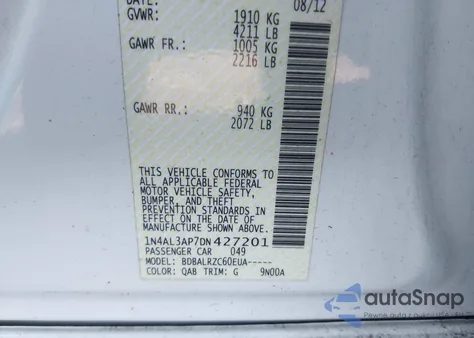 DATE: 08/12
GVWR: 1910 KG
4211 LB
GAWR FR.: 1005 KG
2216 LB
GAWR RR.: 940 KG
2072 LB
THIS VEHICLE CONFORMS TO
ALL APPLICABLE FEDERAL
MOTOR VEHICLE SAFETY,
BUMPER, AND THEFT
PREVENTION STANDARDS
IN EFFECT ON THE DATE
OF MANUFACTURE
SHOWN ABOVE.
1N4AL3AP7DN427201
PASSENGER CAR 049
MODEL: BDBALRZC60EUA-----
COLOR: QAB TRIM: G 9N00A
autoSnap